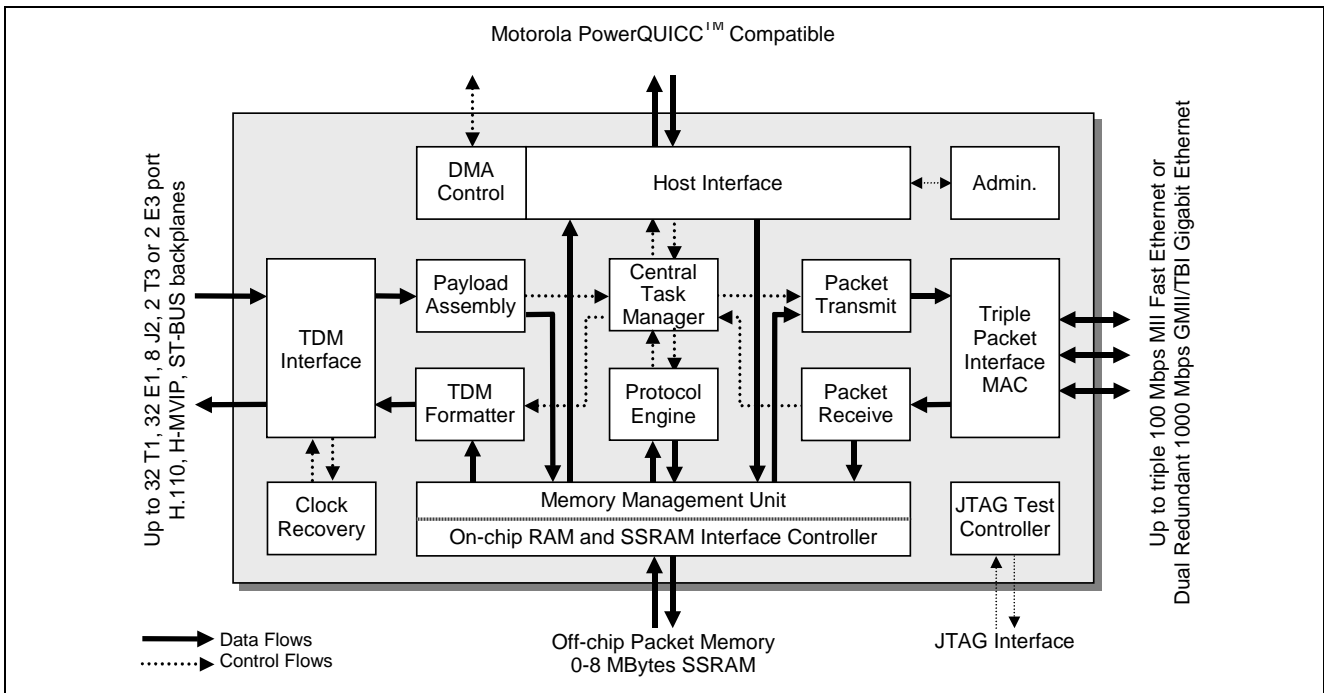 Motorola PowerQUICC™ Compatible
Up to 32 T1, 32 E1, 8 J2, 2 T3 or 2 E3 port
H.110, H-MVIP, ST-BUS backplanes
DMA
Control
Host Interface
Admin.
TDM
Interface
Payload
Assembly
Central
Task
Manager
Packet
Transmit
Triple
Packet
Interface
MAC
TDM
Formatter
Protocol
Engine
Packet
Receive
Clock
Recovery
Memory Management Unit
On-chip RAM and SSRAM Interface Controller
JTAG Test
Controller
Up to triple 100 Mbps MII Fast Ethernet or
Dual Redundant 1000 Mbps GMII/TBI Gigabit Ethernet
Data Flows
Control Flows
Off-chip Packet Memory
0-8 MBytes SSRAM
JTAG Interface